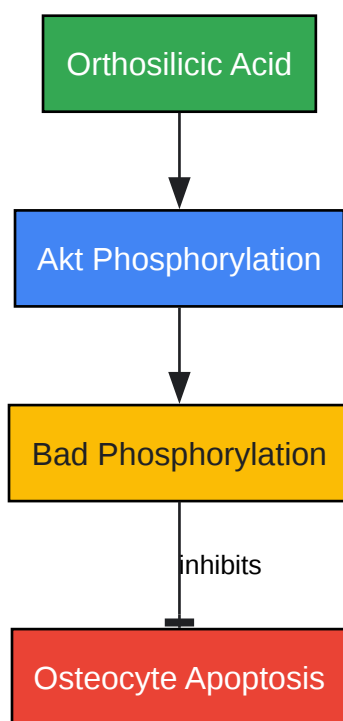 Orthosilicic Acid
Akt Phosphorylation
Bad Phosphorylation
inhibits
Osteocyte Apoptosis